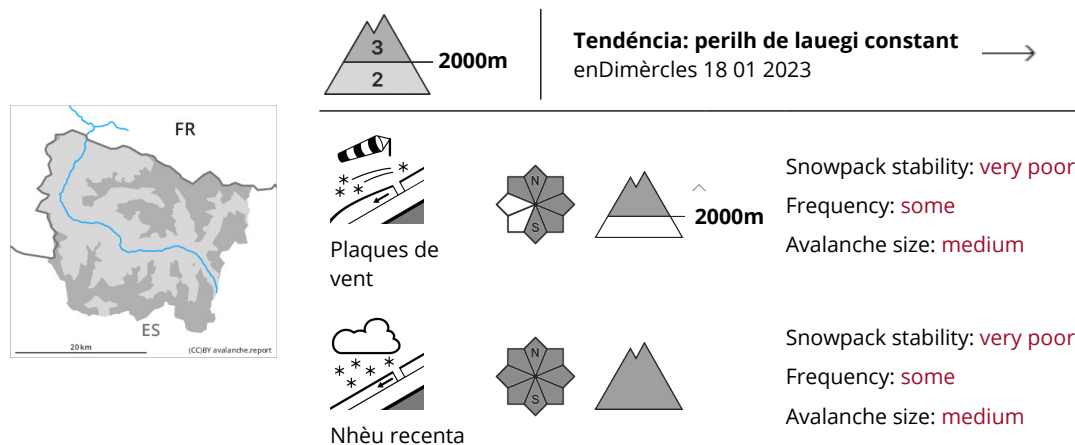 3
2
2000m
Tendéncia: perilh de lauegi constant
enDimèrcles 18 01 2023
FR
ES
20 km
(CC)BY avalanche.report
Plaques de
vent
N
S
2000m
Snowpack stability: very poor
Frequency: some
Avalanche size: medium
Nhèu recenta
N
S
Snowpack stability: very poor
Frequency: some
Avalanche size: medium